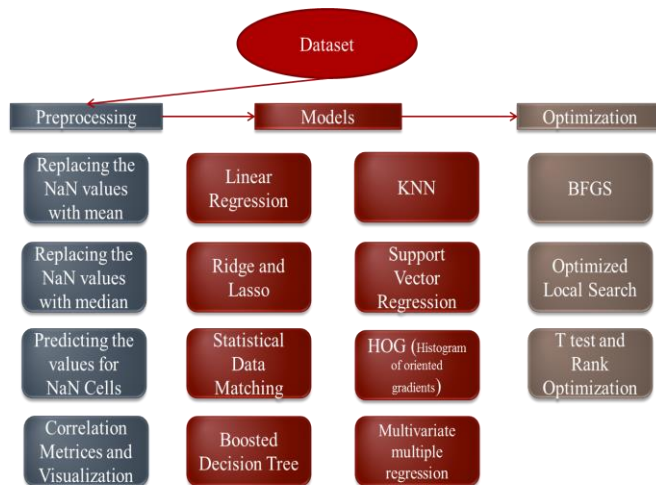 Dataset
Preprocessing
Models
Optimization
Replacing the
NaN values
with mean
Linear
Regression
KNN
BFGS
Replacing the
NaN values
with median
Ridge and
Lasso
Support
Vector
Regression
Optimized
Local Search
Predicting the
values for
NaN Cells
Statistical
Data
Matching
HOG (Histogram
of oriented
gradients)
T test and
Rank
Optimization
Correlation
Metrices and
Visualization
Boosted
Decision Tree
Multivariate
multiple
regression